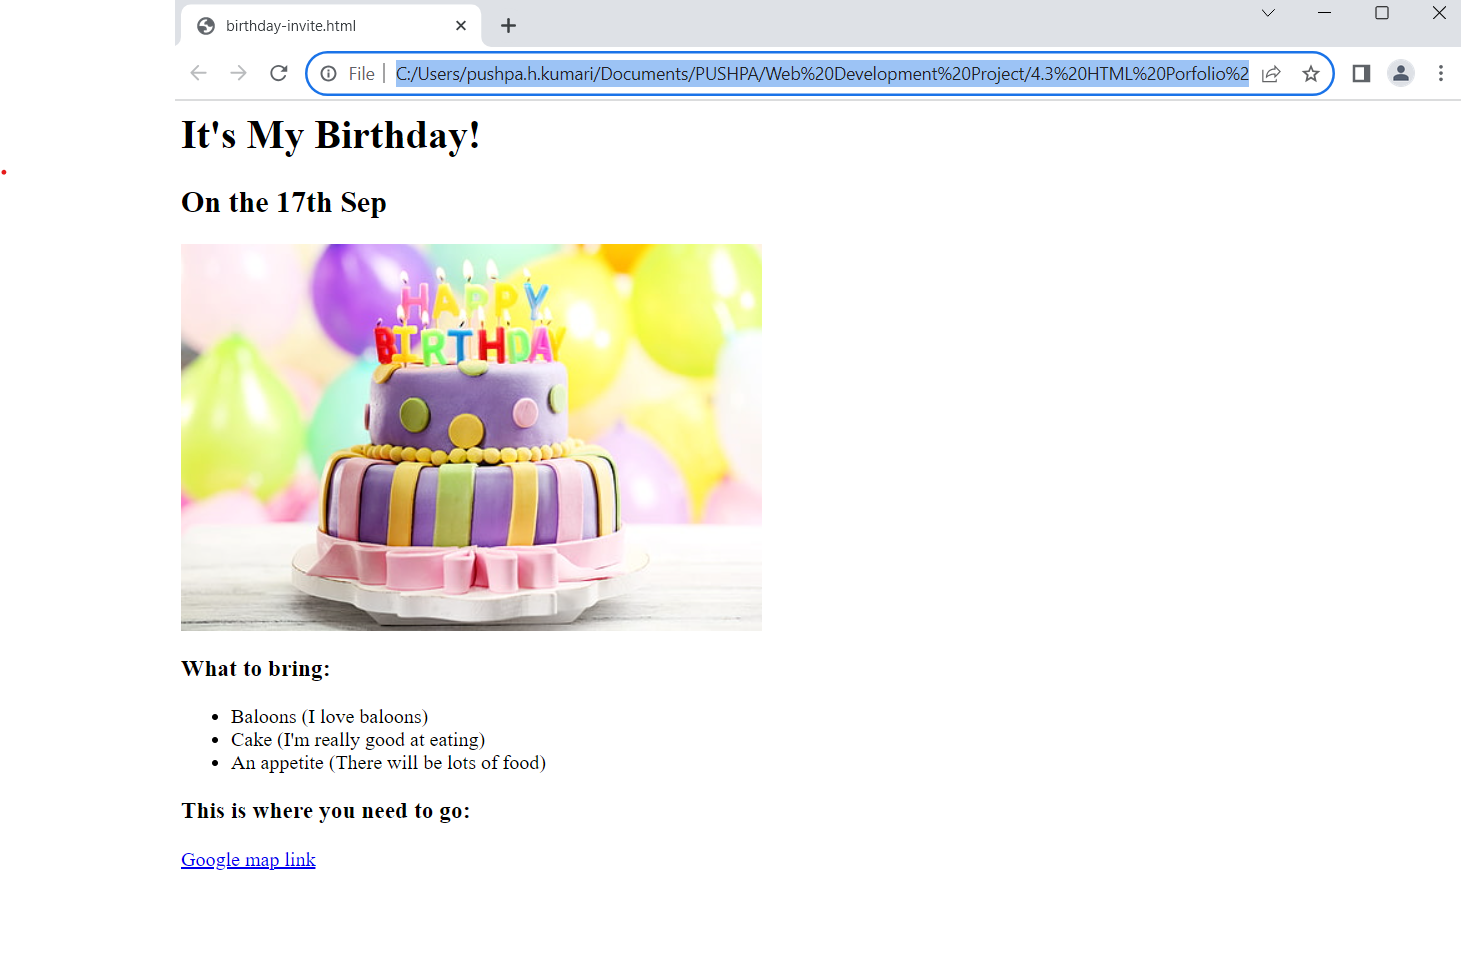 birthday-invite.html
File C:/Users/pushpa.h.kumari/Documents/PUSHPA/Web%20Development%20Project/4.3%20HTML%20Porfolio%2
It's My Birthday!
On the 17th Sep
HAPPY
BIRTHDAY
What to bring:
• Baloons (I love baloons)
• Cake (I'm really good at eating)
• An appetite (There will be lots of food)
This is where you need to go:
Google map link